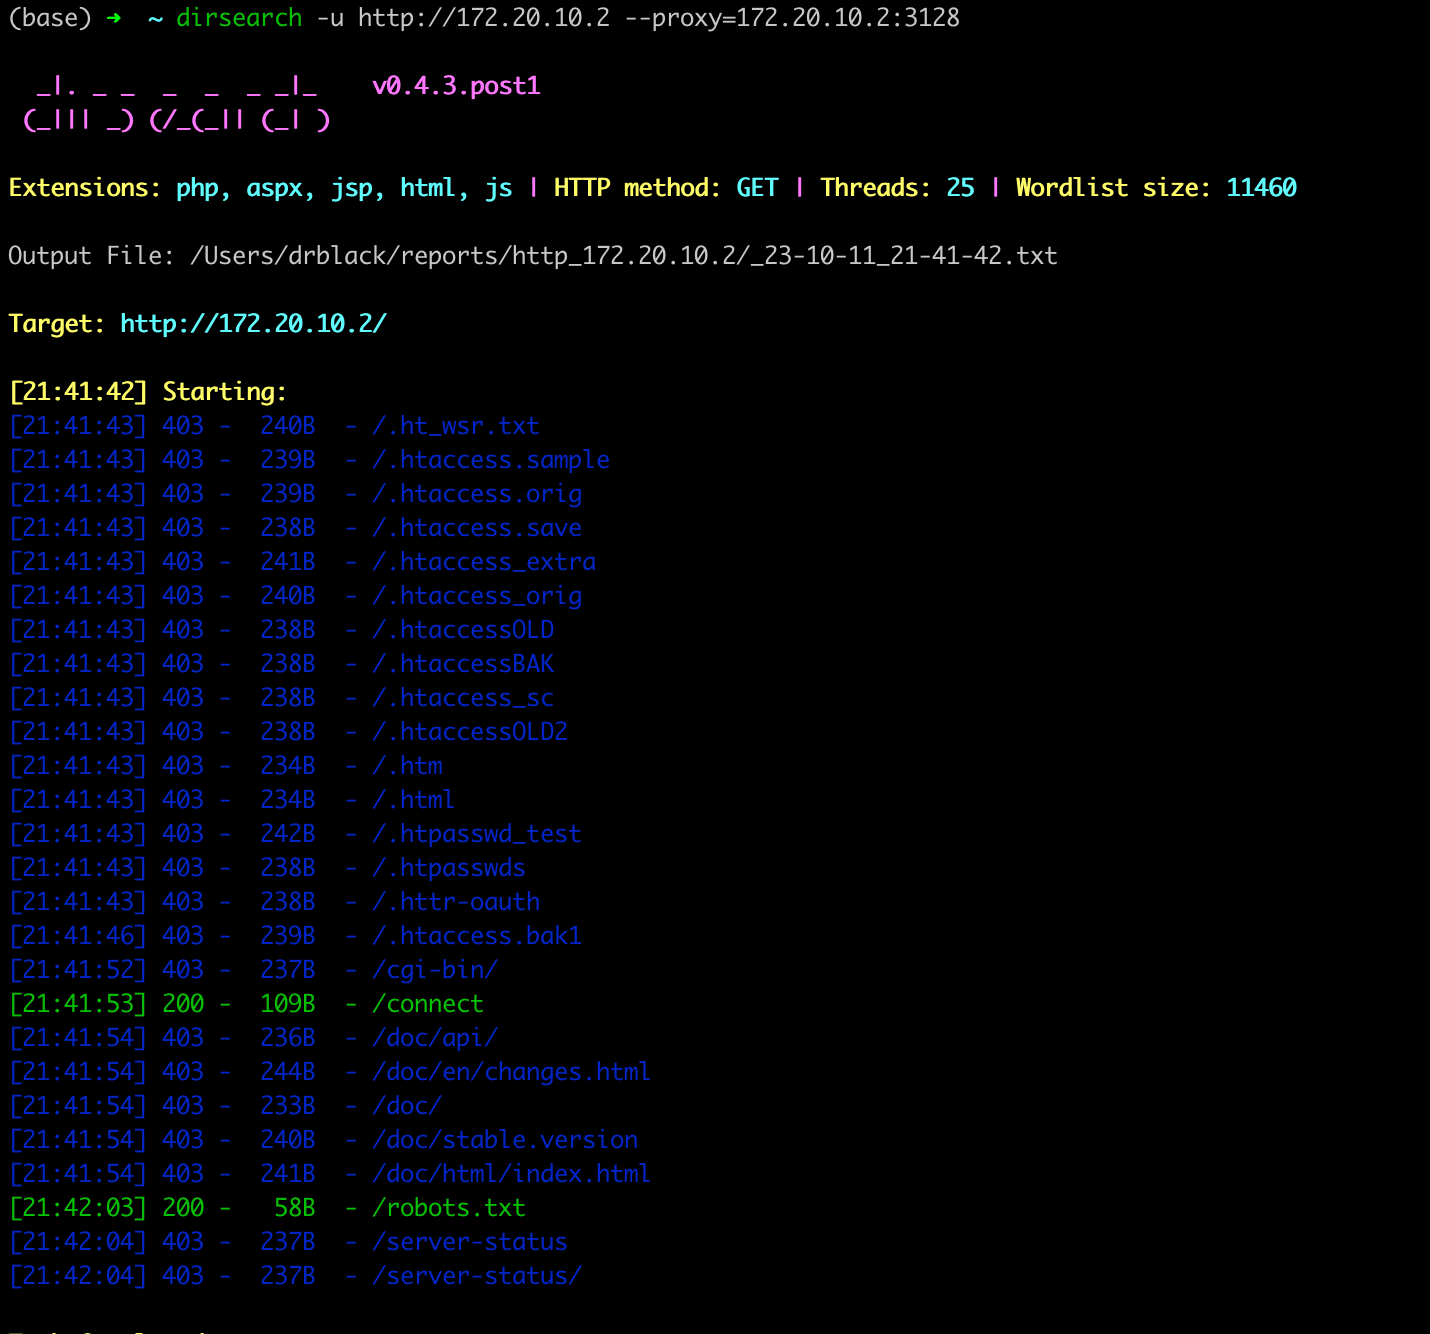 (base) ➜  ~ dirsearch -u http://172.20.10.2 --proxy=172.20.10.2:3128
  _|. _ _  _  _  _ _|_    v0.4.3.post1
 (_||| _) (/_(_|| (_| )
Extensions: php, aspx, jsp, html, js | HTTP method: GET | Threads: 25 | Wordlist size: 11460
Output File: /Users/drblack/reports/http_172.20.10.2/_23-10-11_21-41-42.txt
Target: http://172.20.10.2/
[21:41:42] Starting:
[21:41:43] 403 -  240B  - /.ht_wsr.txt
[21:41:43] 403 -  239B  - /.htaccess.sample
[21:41:43] 403 -  239B  - /.htaccess.orig
[21:41:43] 403 -  238B  - /.htaccess.save
[21:41:43] 403 -  241B  - /.htaccess_extra
[21:41:43] 403 -  240B  - /.htaccess_orig
[21:41:43] 403 -  238B  - /.htaccessOLD
[21:41:43] 403 -  238B  - /.htaccessBAK
[21:41:43] 403 -  238B  - /.htaccess_sc
[21:41:43] 403 -  238B  - /.htaccessOLD2
[21:41:43] 403 -  234B  - /.htm
[21:41:43] 403 -  234B  - /.html
[21:41:43] 403 -  242B  - /.htpasswd_test
[21:41:43] 403 -  238B  - /.htpasswds
[21:41:43] 403 -  238B  - /.httr-oauth
[21:41:46] 403 -  239B  - /.htaccess.bak1
[21:41:52] 403 -  237B  - /cgi-bin/
[21:41:53] 200 -  109B  - /connect
[21:41:54] 403 -  236B  - /doc/api/
[21:41:54] 403 -  244B  - /doc/en/changes.html
[21:41:54] 403 -  233B  - /doc/
[21:41:54] 403 -  240B  - /doc/stable.version
[21:41:54] 403 -  241B  - /doc/html/index.html
[21:42:03] 200 -   58B  - /robots.txt
[21:42:04] 403 -  237B  - /server-status
[21:42:04] 403 -  237B  - /server-status/